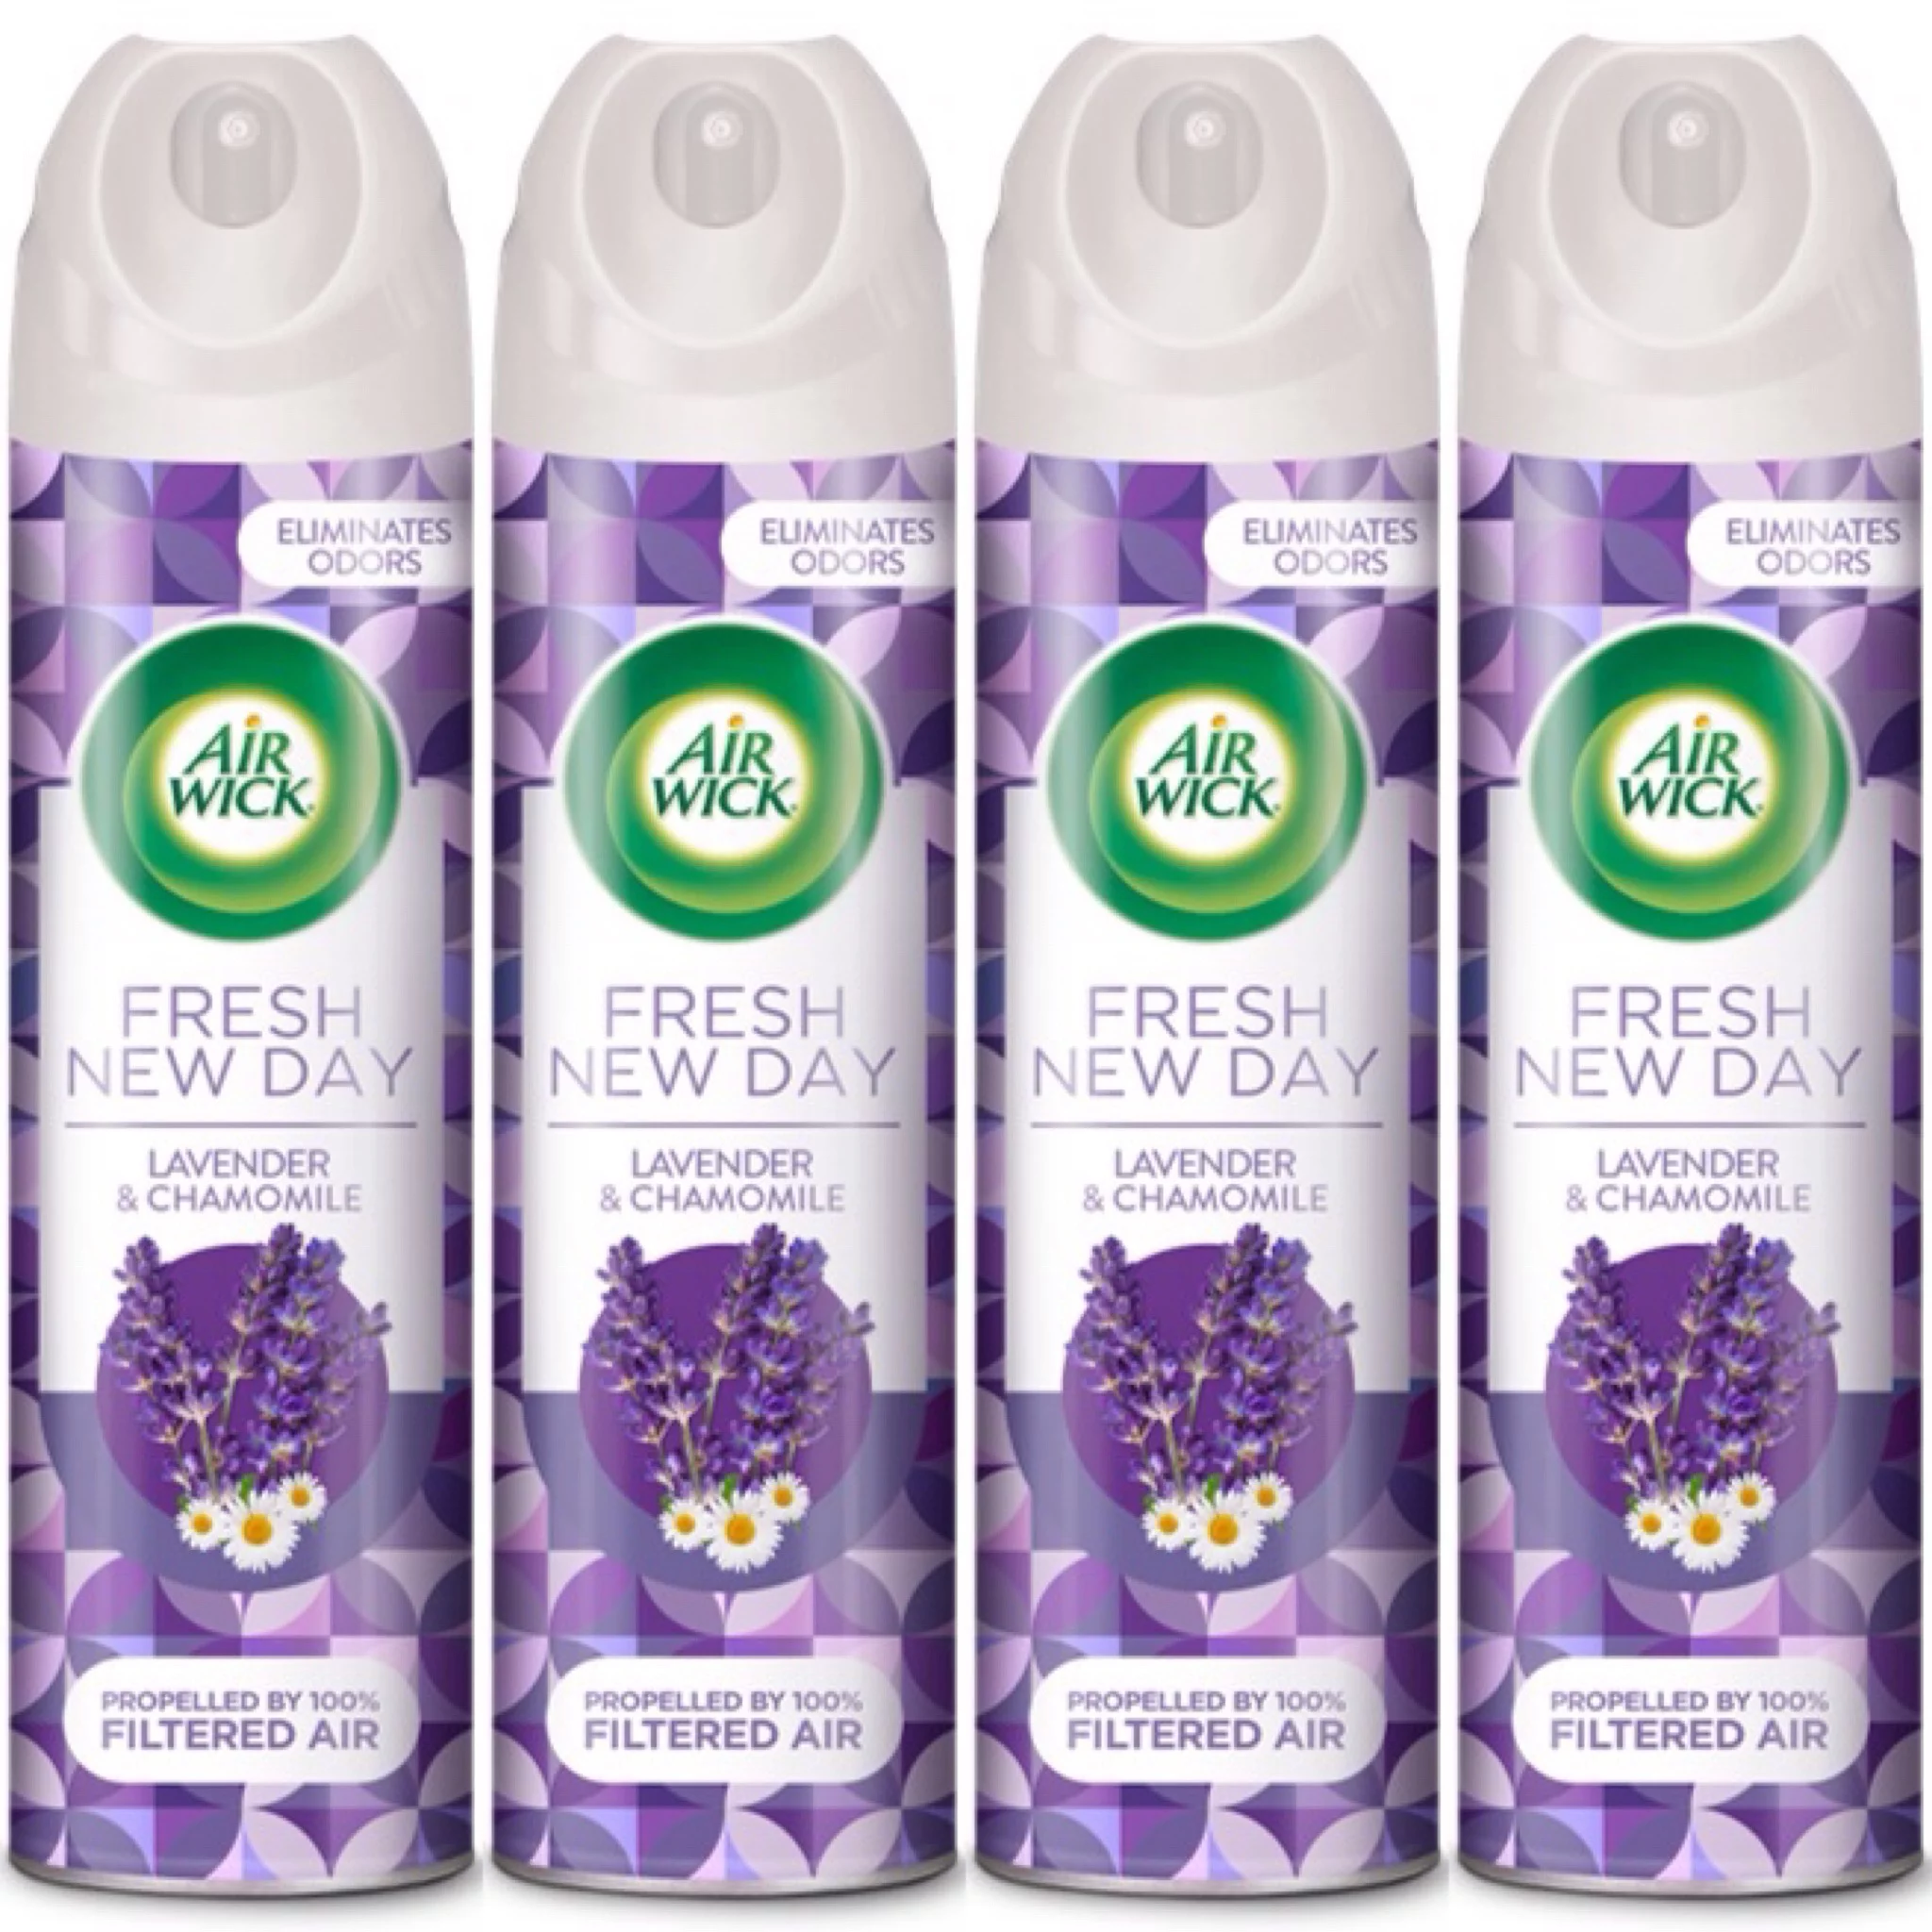 ELIMINATES
ODORS
AIR
WICK
FRESH
NEW DAY
LAVENDER
& CHAMOMILE
PROPELLED BY 100%
FILTERED AIR
ELIMINATES
ODORS
AIR
WICK
FRESH
NEW DAY
LAVENDER
& CHAMOMILE
PROPELLED BY 100%
FILTERED AIR
ELIMINATES
ODORS
AIR
WICK
FRESH
NEW DAY
LAVENDER
& CHAMOMILE
PROPELLED BY 100%
FILTERED AIR
ELIMINATES
ODORS
AIR
WICK
FRESH
NEW DAY
LAVENDER
& CHAMOMILE
PROPELLED BY 100%
FILTERED AIR